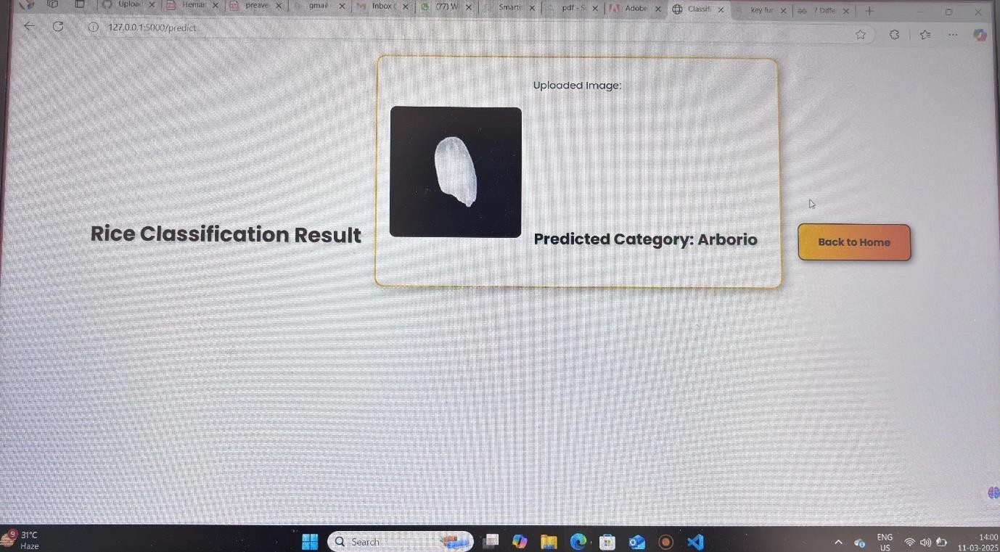 Uploac
Hemar
preave
gmail
Inbox (
(77) W
Smarti
pdf - S
Adobe
Classifi
key fur
7 Diffe
127.0.0.1:5000/predict
Uploaded Image:
Rice Classification Result
Predicted Category: Arborio
Back to Home
9
31°C
Haze
Search
ENG
US
14:00
11-03-2025